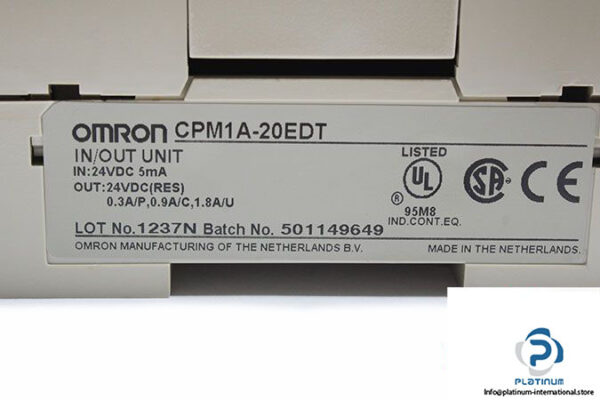 OMRON CPM1A-20EDT
IN/OUT UNIT
IN:24VDC 5mA
OUT:24VDC(RES)
0.3A/P,0.9A/C,1.8A/U
LISTED
UL
®
SA
CE
95M8
IND.CONT.EQ.
LOT No.1237N Batch No. 501149649
OMRON MANUFACTURING OF THE NETHERLANDS B.V. MADE IN THE NETHERLANDS.
PLATINUM
Info@platinum-international.store